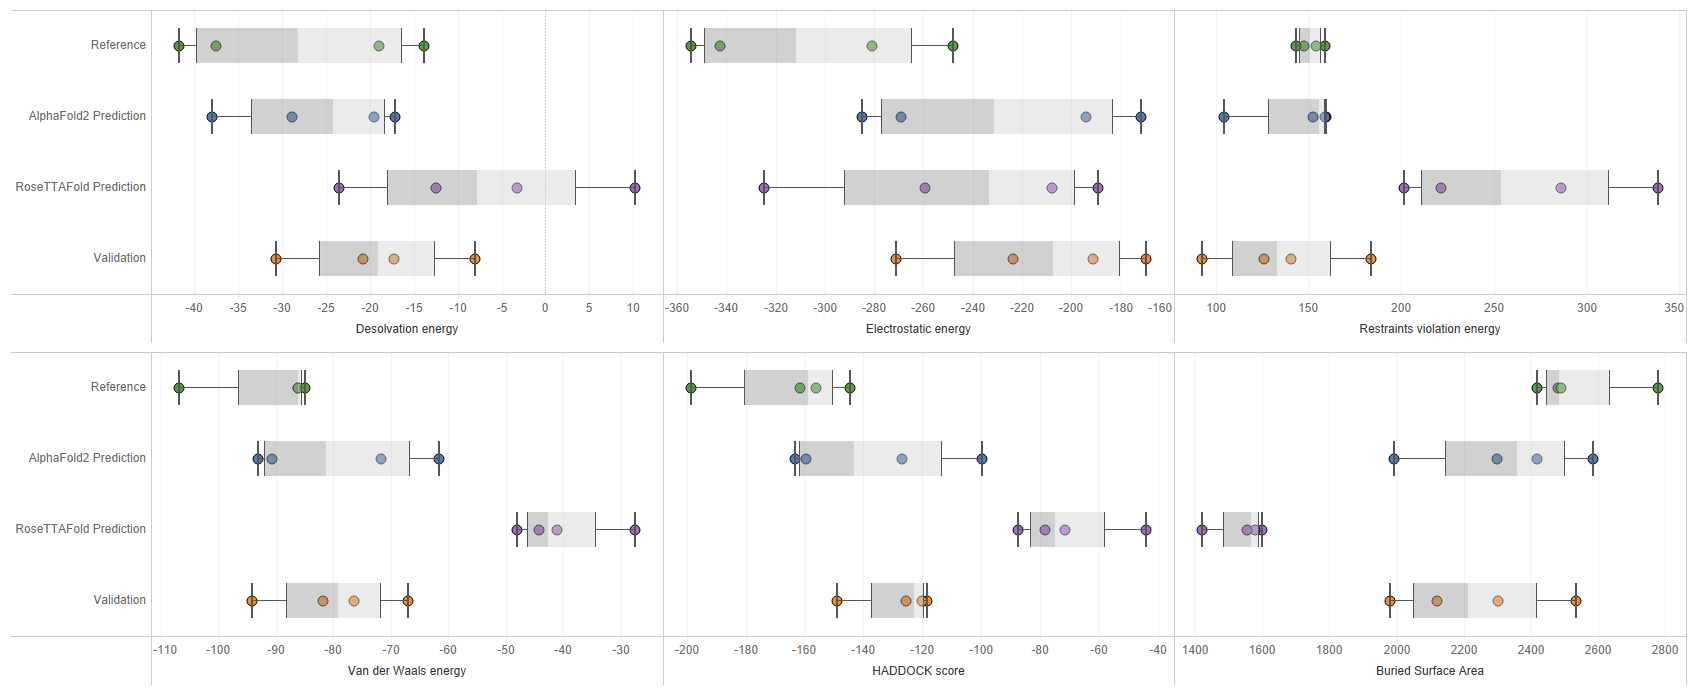 Reference
AlphaFold2 Prediction
RoseTTAFold Prediction
Validation
-40 -35 -30 -25 -20 -15 -10 -5 0 5 10
-360 -340 -320 -300 -280 -260 -240 -220 -200 -180 -160
100 150 200 250 300 350
Desolvation energy
Electrostatic energy
Restraints violation energy
Reference
AlphaFold2 Prediction
RoseTTAFold Prediction
Validation
-110 -100 -90 -80 -70 -60 -50 -40 -30
-200 -180 -160 -140 -120 -100 -80 -60 -40
1400 1600 1800 2000 2200 2400 2600 2800
Van der Waals energy
HADDOCK score
Buried Surface Area